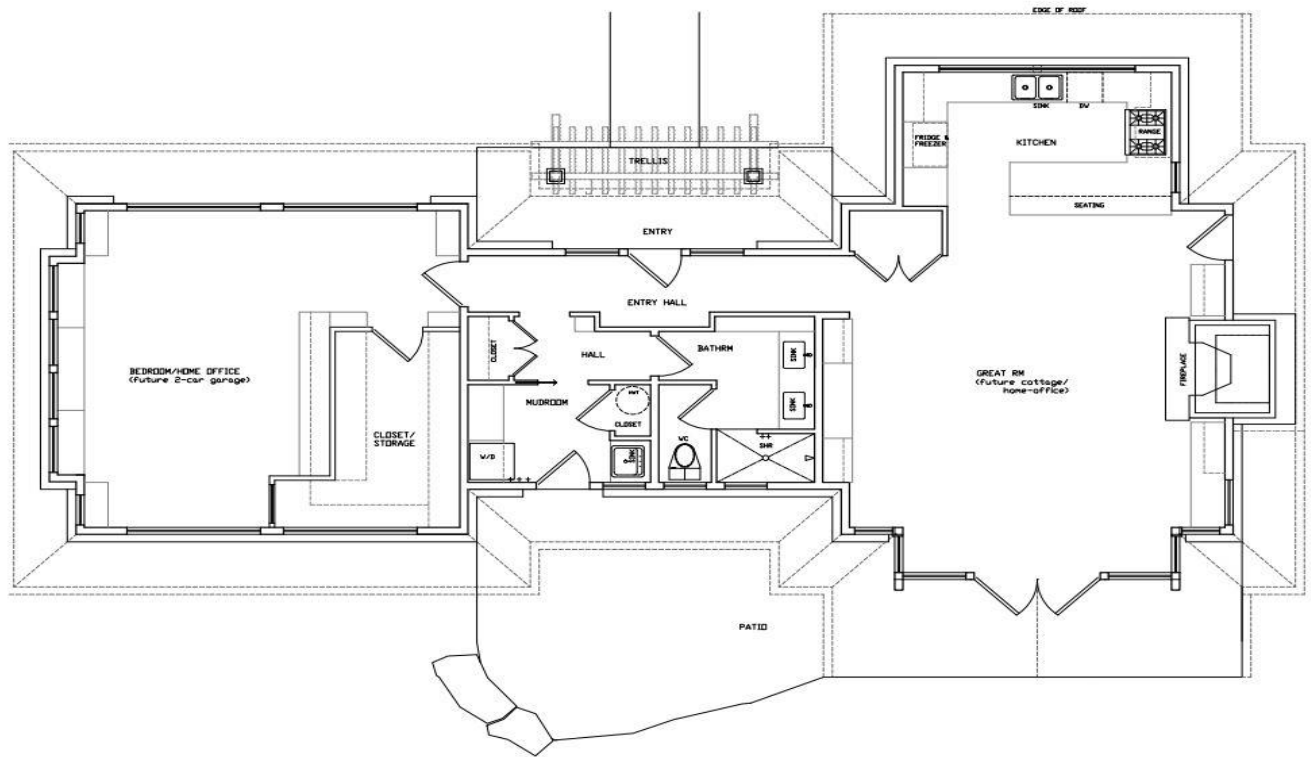 EDGE OF ROOF
SINK
DW
FRIDGE &
FREEZER
KITCHEN
RANGE
TRELLIS
SEATING
ENTRY
ENTRY HALL
CLOSET
HALL
BATHRM
SINK
BEDROOM/HOME OFFICE
(future 2-car garage)
GREAT RM
(future cottage/
home-office)
FIREPLACE
MUDROOM
HWT
SINK
CLOSET
CLOSET/
STORAGE
WC
SHR
W/D
SINK
PATIO